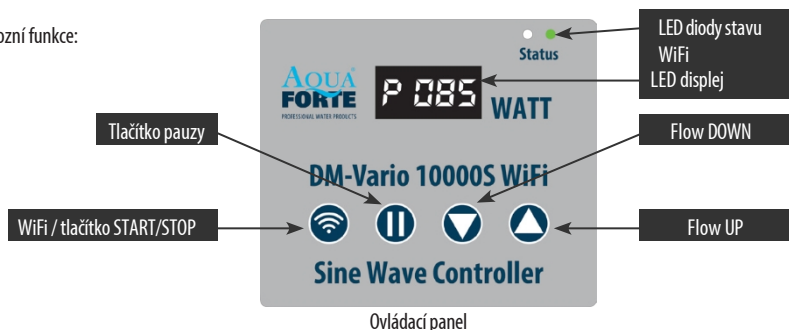 ozní funkce:
LED diody stavu
WiFi
LED displej
Status
AQUA
FORTE
PROFESSIONAL WATER PRODUCTS
P 085
WATT
Tlačítko pauzy
Flow DOWN
DM-Vario 10000S WiFi
WiFi / tlačítko START/STOP
Flow UP
Sine Wave Controller
Ovládací panel